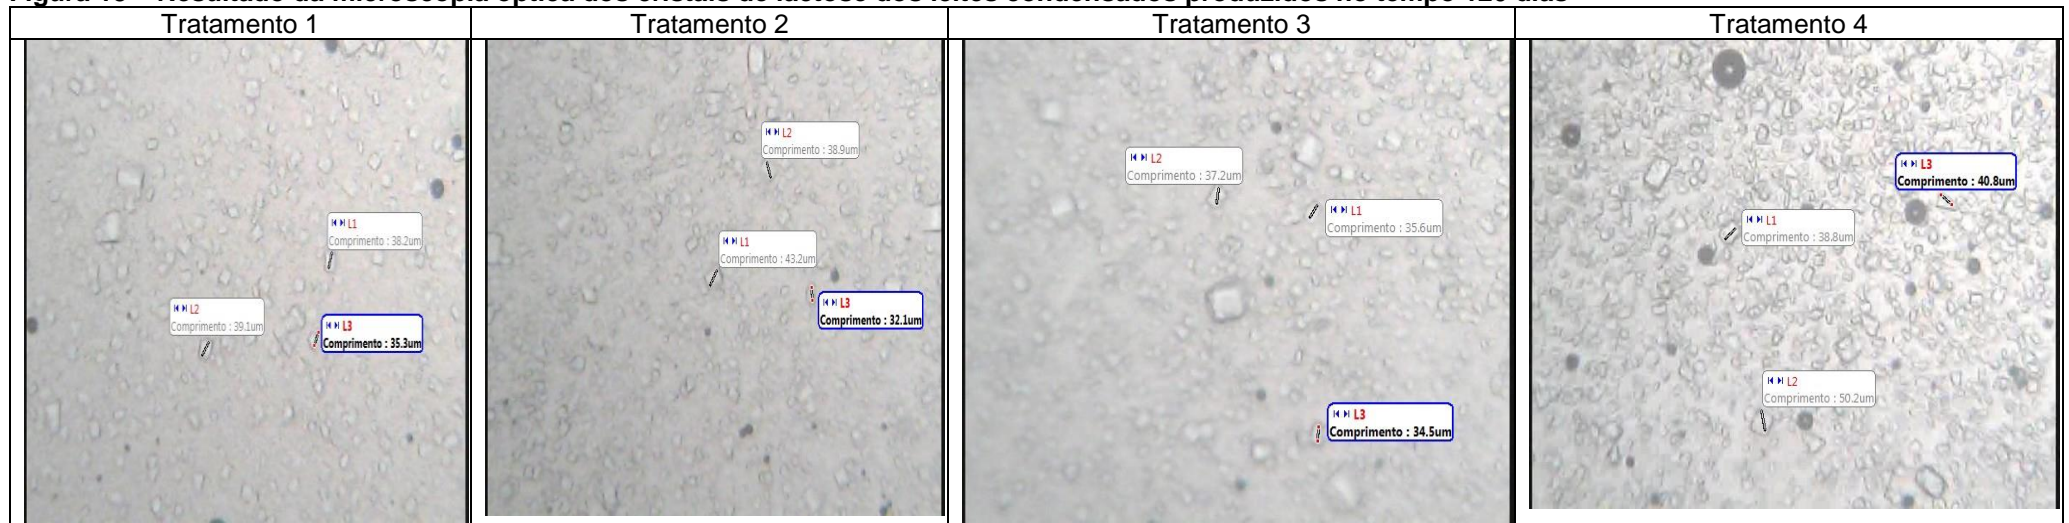 Tratamento 1
Tratamento 2
Tratamento 3
Tratamento 4
L1
Comprimento : 38.2um
L2
Comprimento : 39.1um
L3
Comprimento : 35.3um
L2
Comprimento : 38.9um
L1
Comprimento : 43.2um
L3
Comprimento : 32.1um
L2
Comprimento : 37.2um
L1
Comprimento : 35.6um
L3
Comprimento : 34.5um
L3
Comprimento : 40.8um
L1
Comprimento : 38.8um
L2
Comprimento : 50.2um